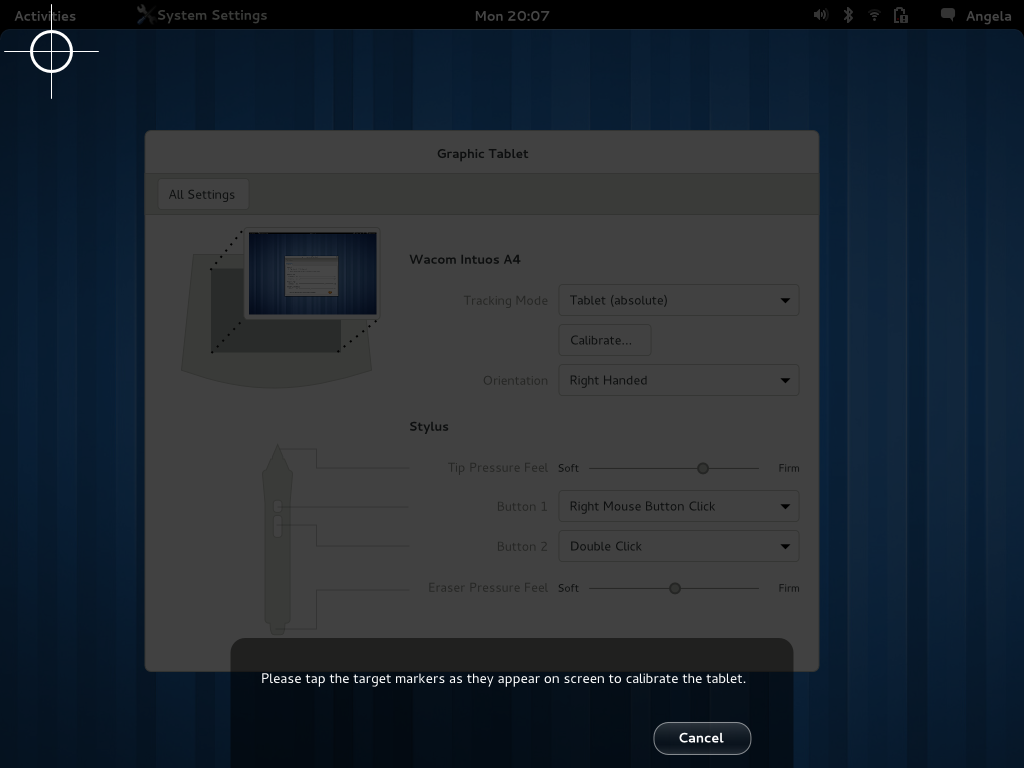 Activities System Settings Mon 20:07 Angela
Graphic Tablet
All Settings
Wacom Intuos A4
Tracking Mode Tablet (absolute)
Calibrate...
Orientation Right Handed
Stylus
Tip Pressure Feel Soft Firm
Button 1 Right Mouse Button Click
Button 2 Double Click
Eraser Pressure Feel Soft Firm
Please tap the target markers as they appear on screen to calibrate the tablet.
Cancel